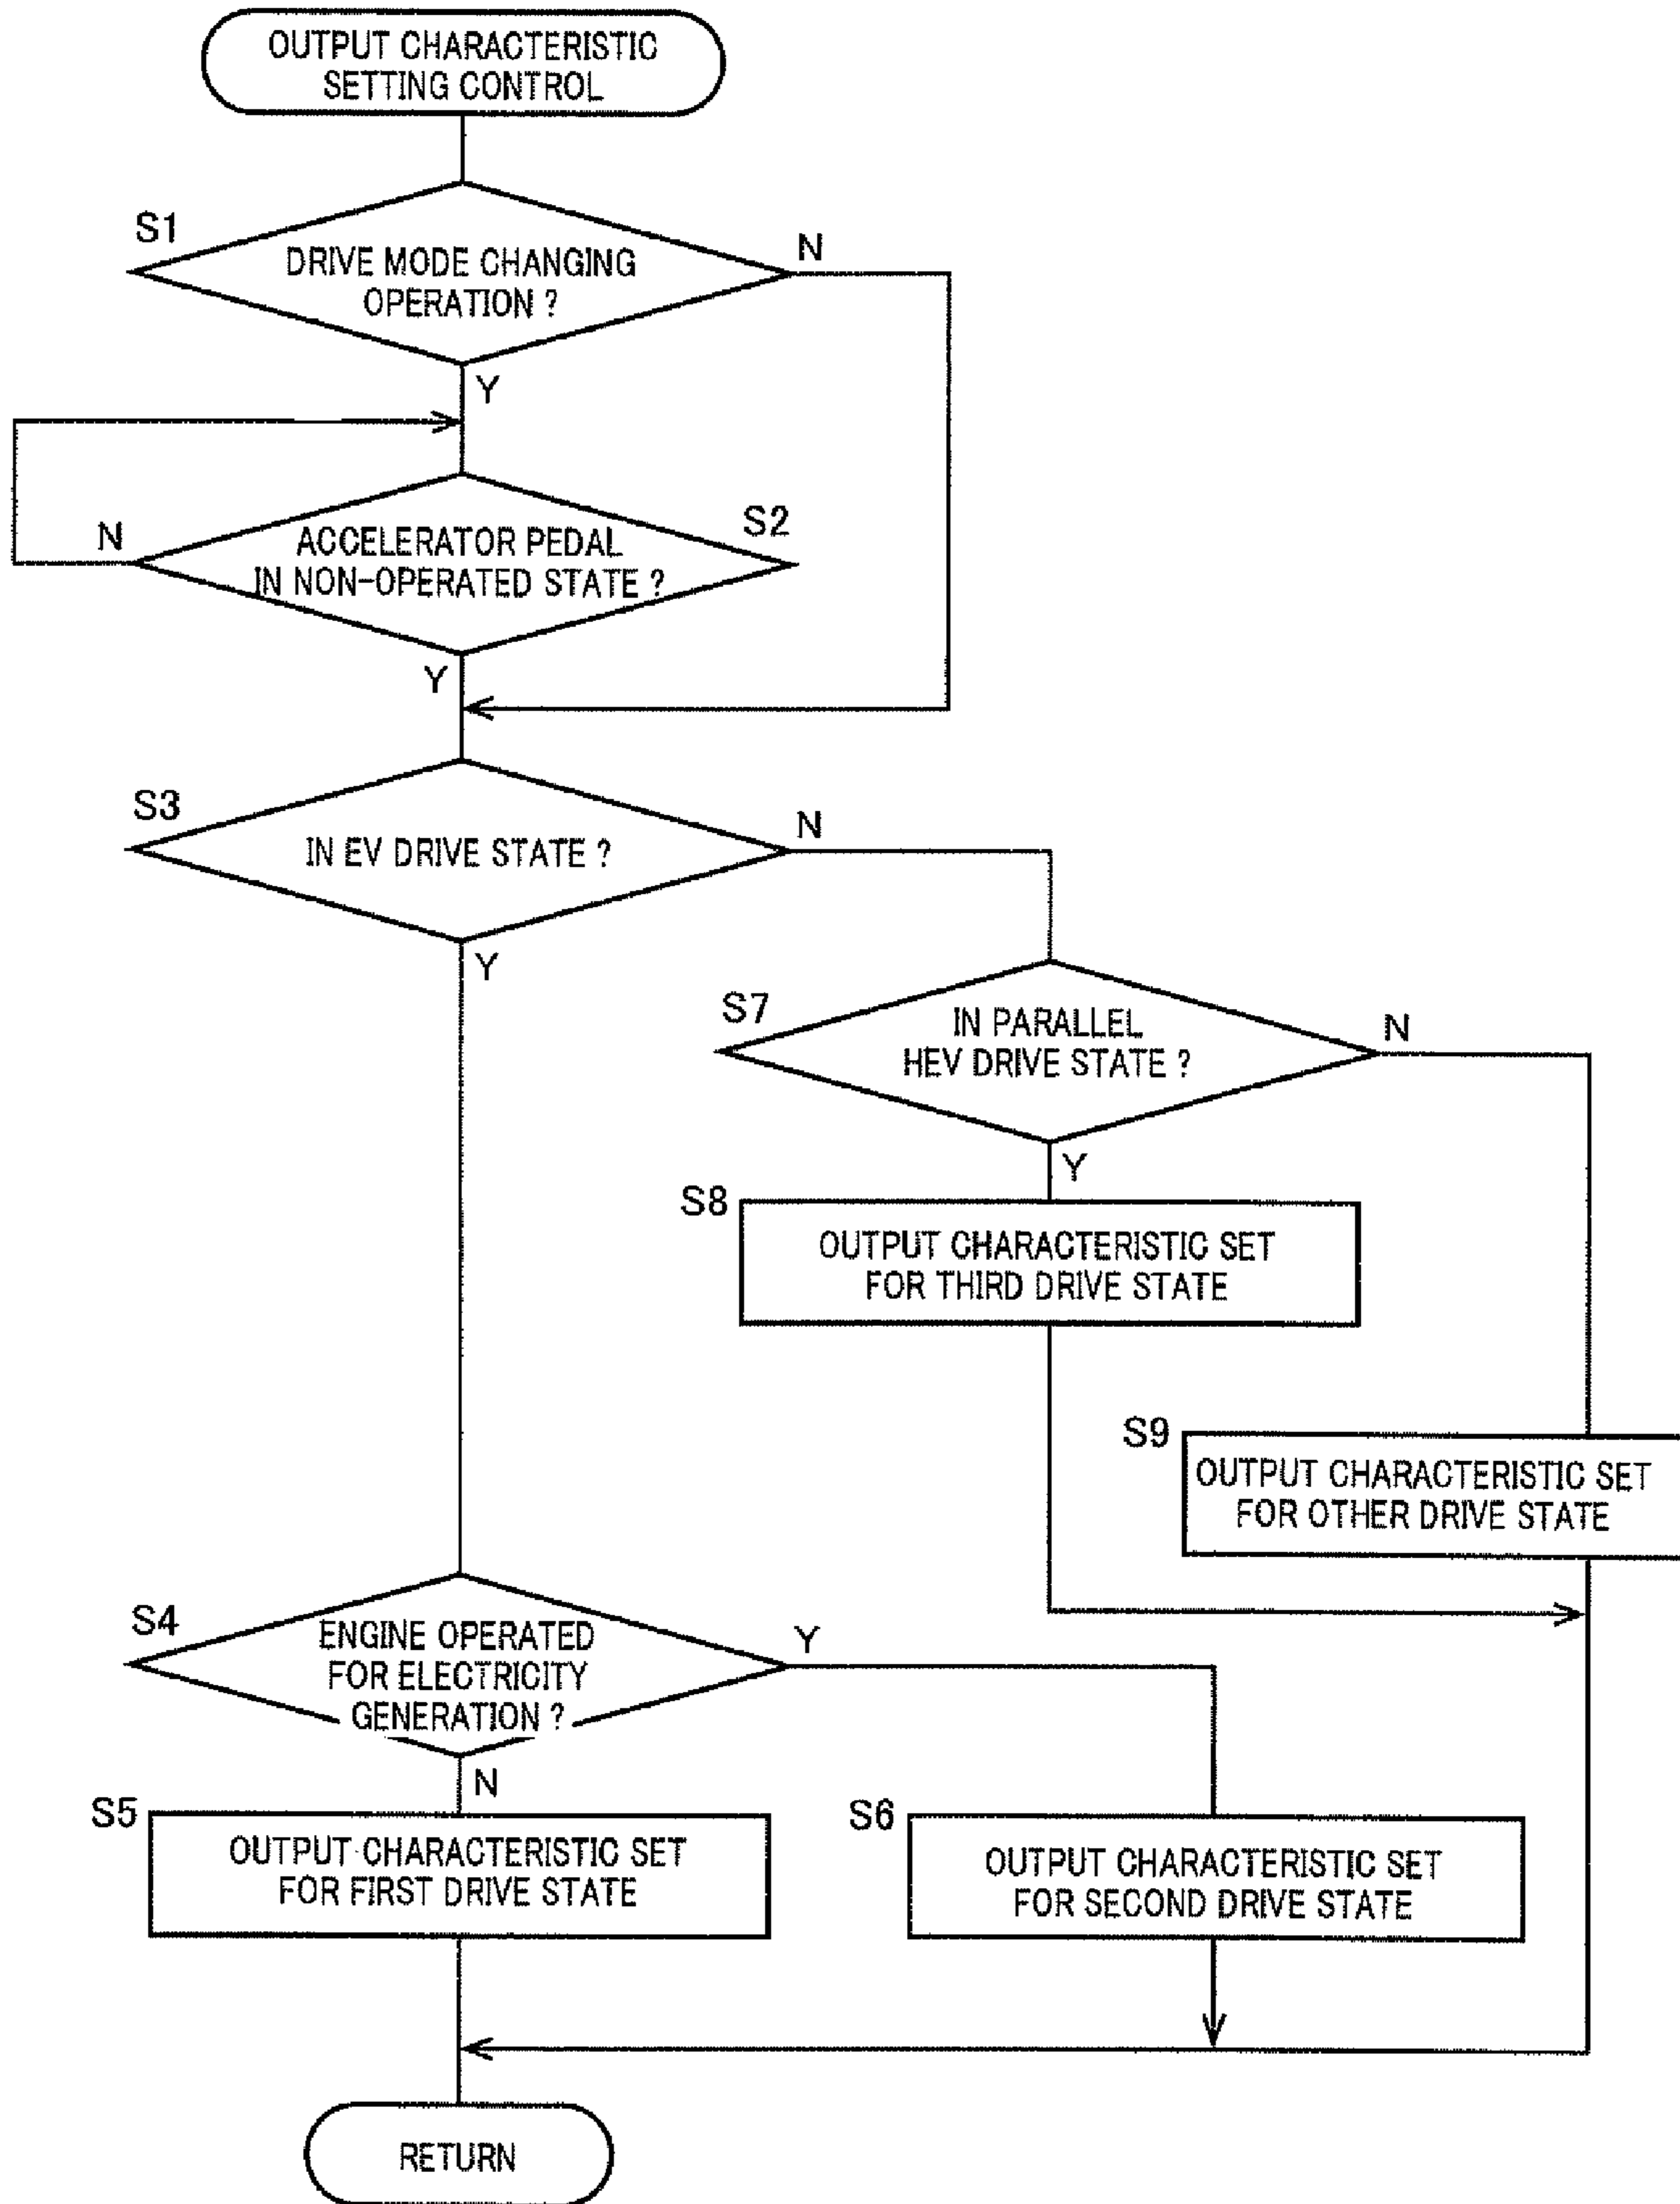 OUTPUT CHARACTERISTIC
SETTING CONTROL
S1
DRIVE MODE CHANGING
OPERATION ?
N
Y
S2
ACCELERATOR PEDAL
IN NON-OPERATED STATE ?
N
Y
S3
IN EV DRIVE STATE ?
N
Y
S7
IN PARALLEL
HEV DRIVE STATE ?
N
Y
S8
OUTPUT CHARACTERISTIC SET
FOR THIRD DRIVE STATE
S9
OUTPUT CHARACTERISTIC SET
FOR OTHER DRIVE STATE
S4
ENGINE OPERATED
FOR ELECTRICITY
GENERATION ?
Y
N
S5
OUTPUT CHARACTERISTIC SET
FOR FIRST DRIVE STATE
S6
OUTPUT CHARACTERISTIC SET
FOR SECOND DRIVE STATE
RETURN